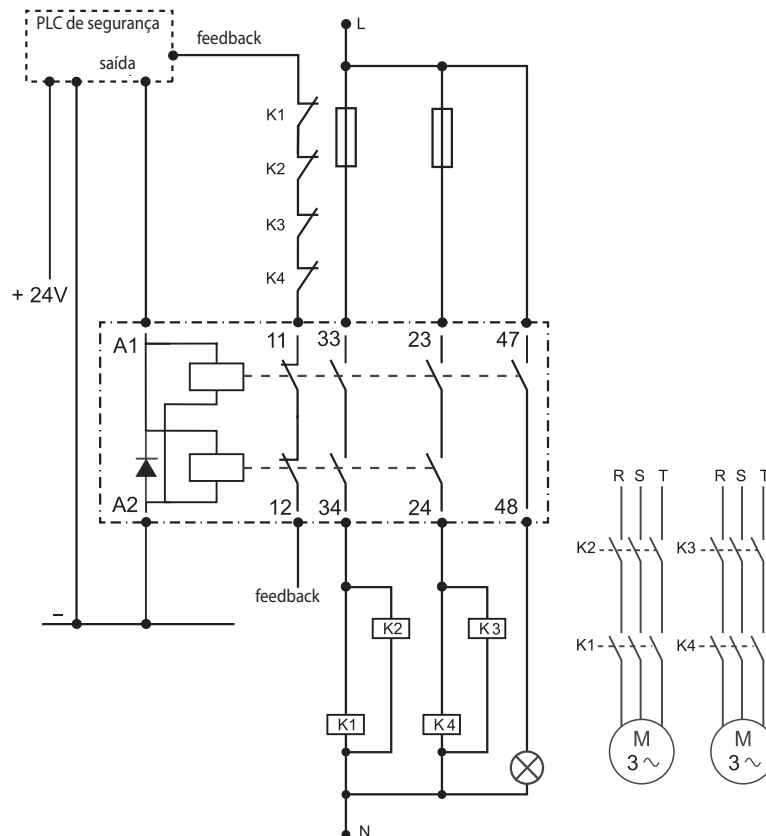 PLC de segurança
saída
feedback
L
K1
K2
K3
K4
+ 24V
A1
11
33
23
47
A2
12
34
24
48
feedback
–
K2
K3
K1
K4
N
R S T
R S T
K2
K3
K1
K4
M
3 ~
M
3 ~